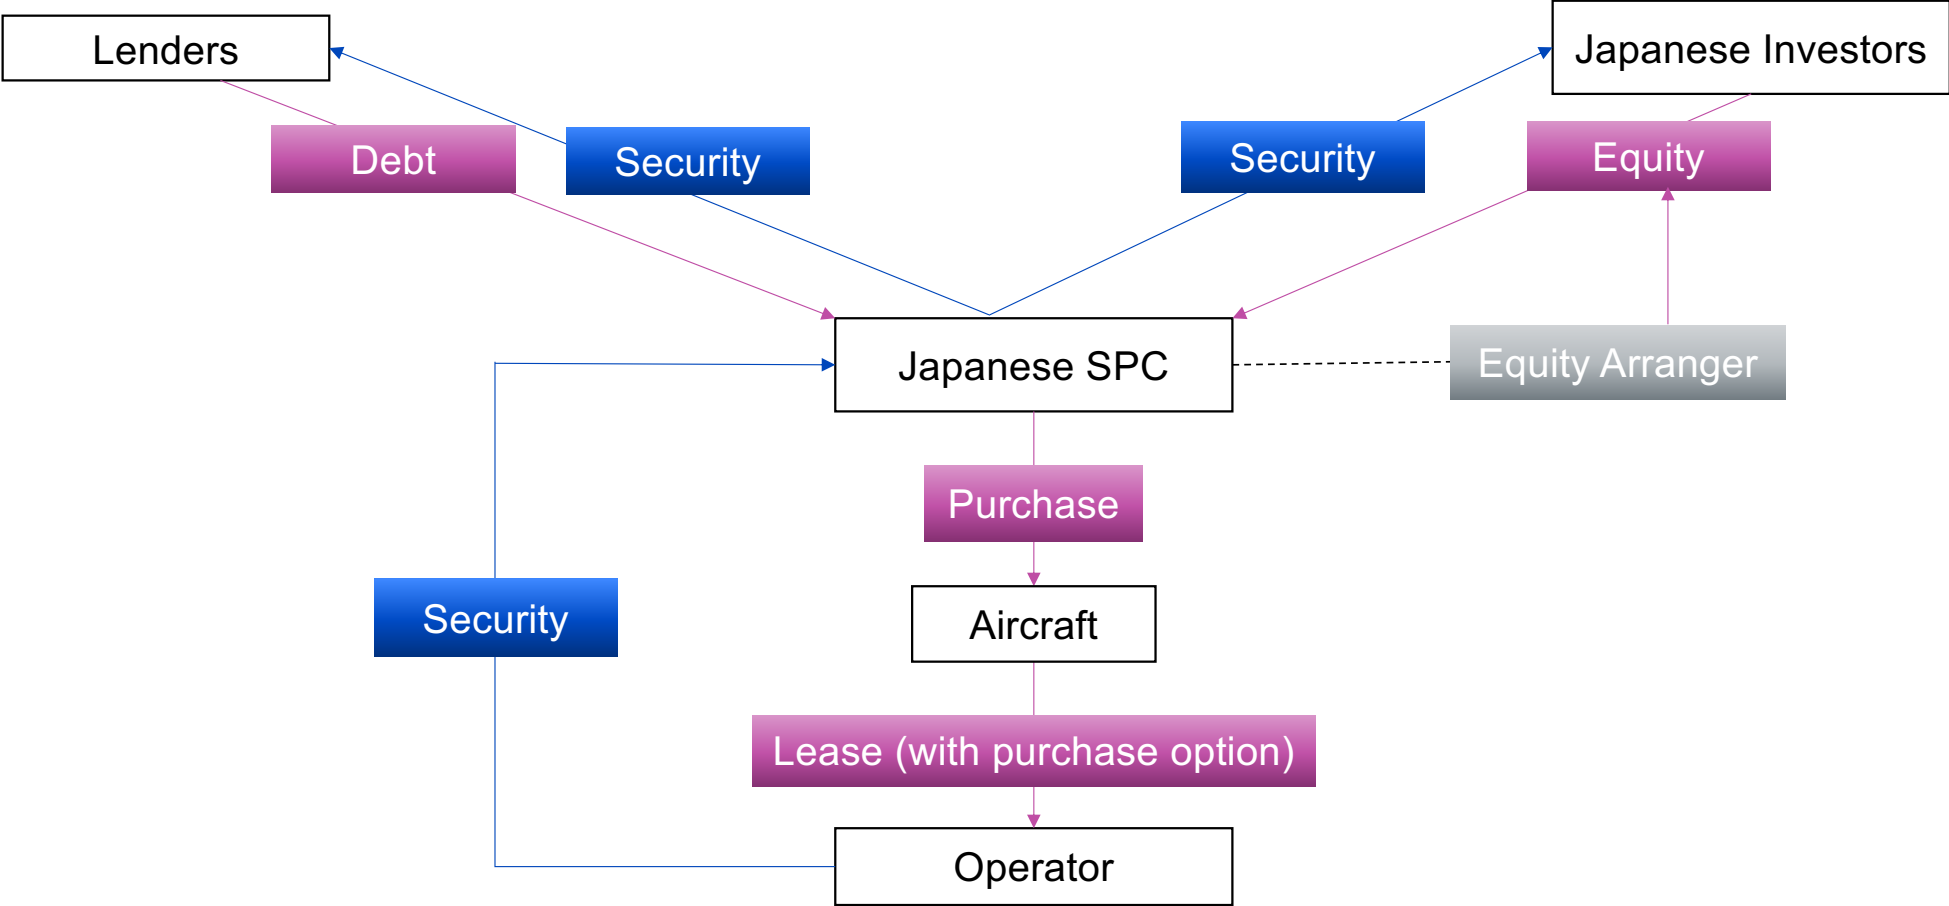 Lenders
Japanese Investors
Debt
Security
Security
Equity
Japanese SPC
Equity Arranger
Purchase
Security
Aircraft
Lease (with purchase option)
Operator